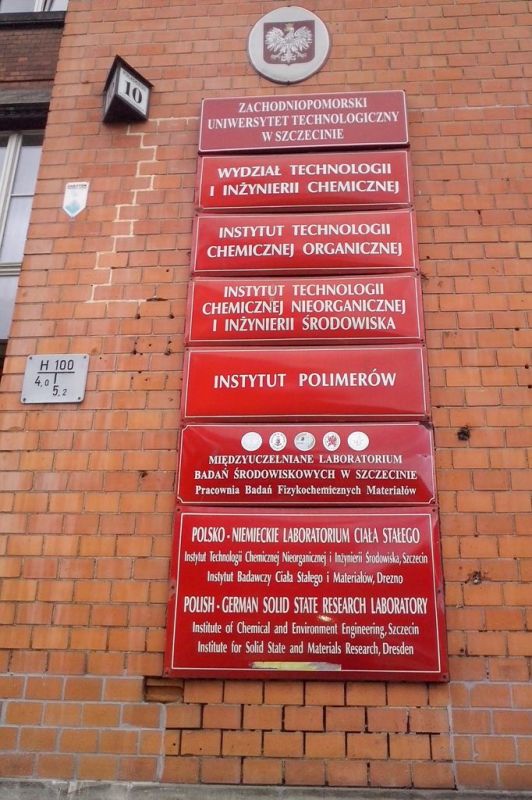 10
ZACHODNIOPOMORSKI
UNIWERSYTET TECHNOLOGICZNY
W SZCZECINIE
WYDZIAŁ TECHNOLOGII
I INŻYNIERII CHEMICZNEJ
INSTYTUT TECHNOLOGII
CHEMICZNEJ ORGANICZNEJ
INSTYTUT TECHNOLOGII
CHEMICZNEJ NIEORGANICZNEJ
I INŻYNIERII ŚRODOWISKA
H 100
4,0
5,2
INSTYTUT POLIMERÓW
MIĘDZYUCZELNIANE LABORATORIUM
BADAŃ ŚRODOWISKOWYCH W SZCZECINIE
Pracownia Badań Fizykochemicznych Materiałów
POLSKO - NIEMIECKIE LABORATORIUM CIAŁA STAŁEGO
Instytut Technologii Chemicznej Nieorganicznej i Inżynierii Środowiska, Szczecin
Instytut Badawczy Ciała Stałego i Materiałów, Drezno
POLISH - GERMAN SOLID STATE RESEARCH LABORATORY
Institute of Chemical and Environment Engineering, Szczecin
Institute for Solid State and Materials Research, Dresden